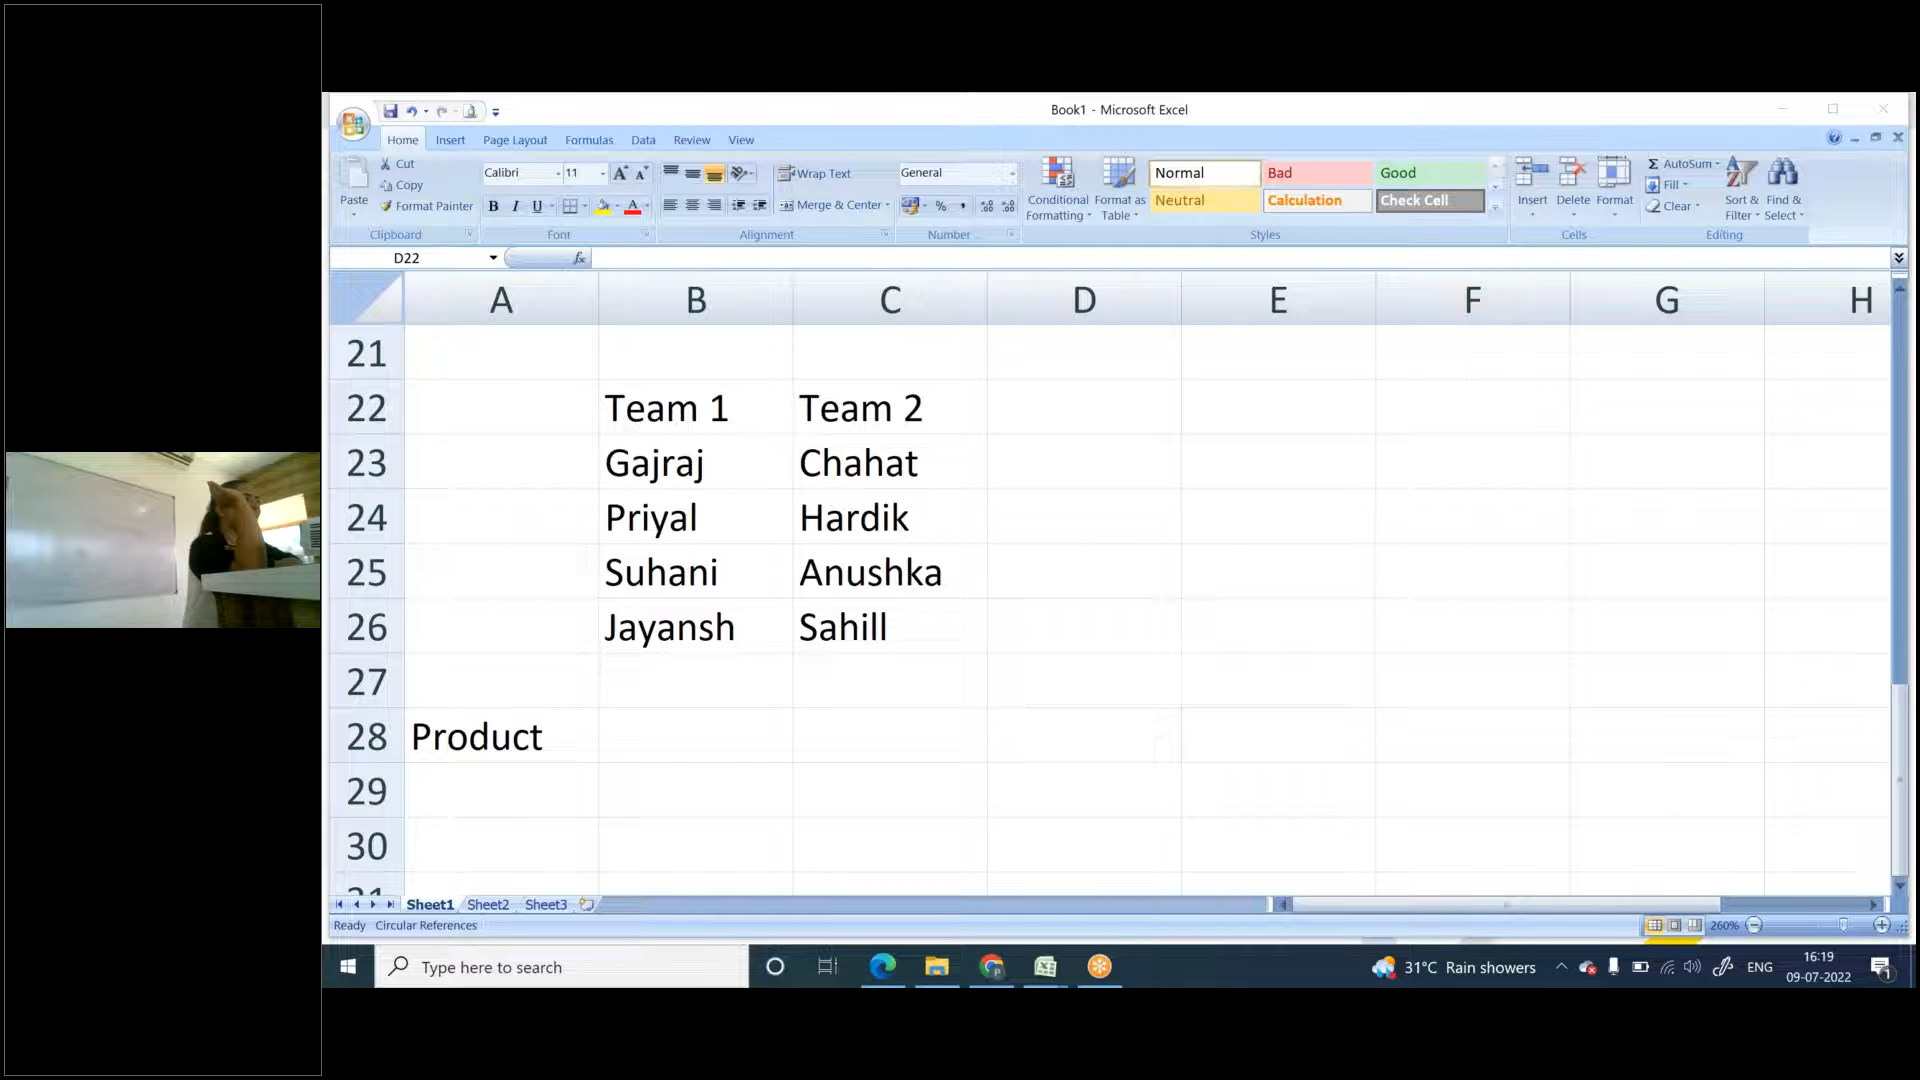 Book1 - Microsoft Excel
Home Insert Page Layout Formulas Data Review View
Paste
Cut
Copy
Format Painter
Clipboard
Calibri 11
B I U
Font
Wrap Text
Merge & Center
Alignment
General
%
Number
Conditional Formatting
Format as Table
Normal Bad Good
Neutral Calculation Check Cell
Styles
Insert Delete Format
Cells
Σ AutoSum
Fill
Clear
Sort & Filter
Find & Select
Editing
D22 fx
A B C D E F G H
21
22 Team 1 Team 2
23 Gajraj Chahat
24 Priyal Hardik
25 Suhani Anushka
26 Jayansh Sahill
27
28 Product
29
30
31
Sheet1 Sheet2 Sheet3
Ready Circular References 260%
Type here to search
31°C Rain showers ENG
16:19
09-07-2022
1